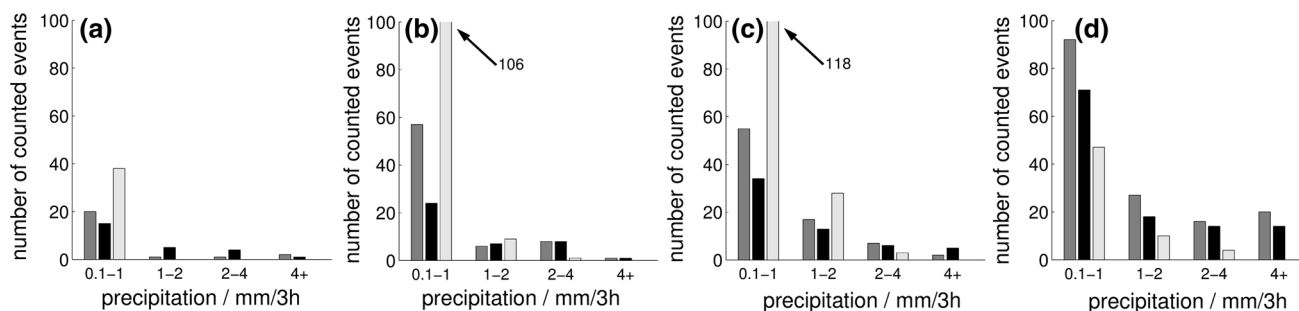 (a)
number of counted events
100
80
60
40
20
0
0.1–1 1–2 2–4 4+
precipitation / mm/3h
(b)
number of counted events
100
80
60
40
20
0
106
0.1–1 1–2 2–4 4+
precipitation / mm/3h
(c)
number of counted events
100
80
60
40
20
0
118
0.1–1 1–2 2–4 4+
precipitation / mm/3h
(d)
number of counted events
100
80
60
40
20
0
0.1–1 1–2 2–4 4+
precipitation / mm/3h